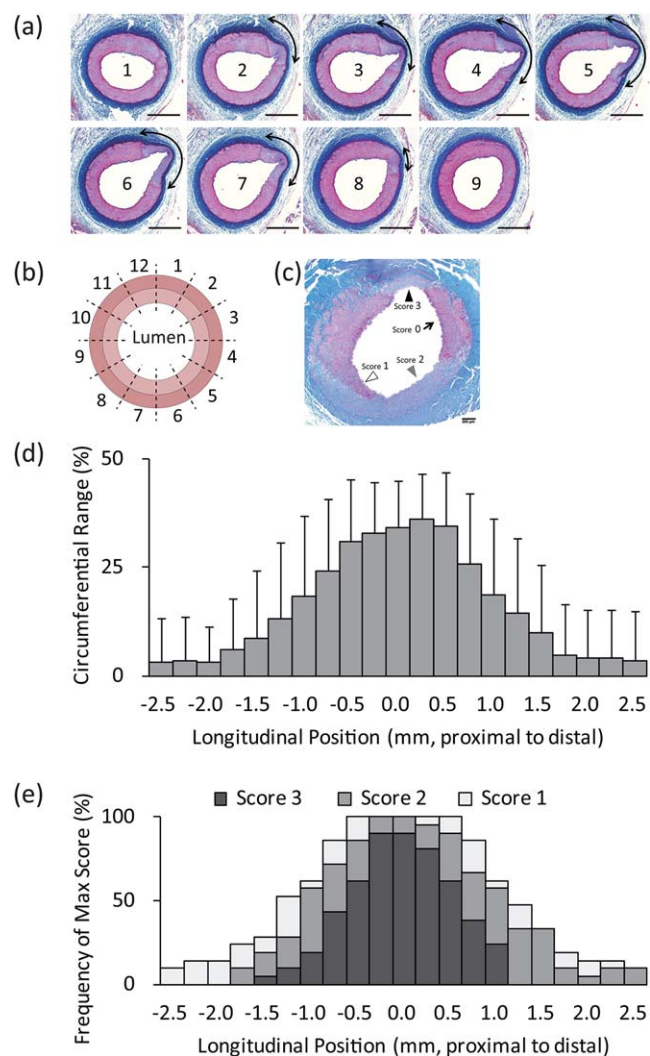 (a)
1 2 3 4 5
6 7 8 9
(b)
12 1
11 2
10 3
Lumen
9 4
8 5
7 6
(c)
Score 3
Score 0
Score 1 Score 2
(d)
Circumferential Range (%)
50
25
0
-2.5 -2.0 -1.5 -1.0 -0.5 0.0 0.5 1.0 1.5 2.0 2.5
Longitudinal Position (mm, proximal to distal)
(e)
Score 3 Score 2 Score 1
Frequency of Max Score (%)
100
50
0
-2.5 -2.0 -1.5 -1.0 -0.5 0.0 0.5 1.0 1.5 2.0 2.5
Longitudinal Position (mm, proximal to distal)